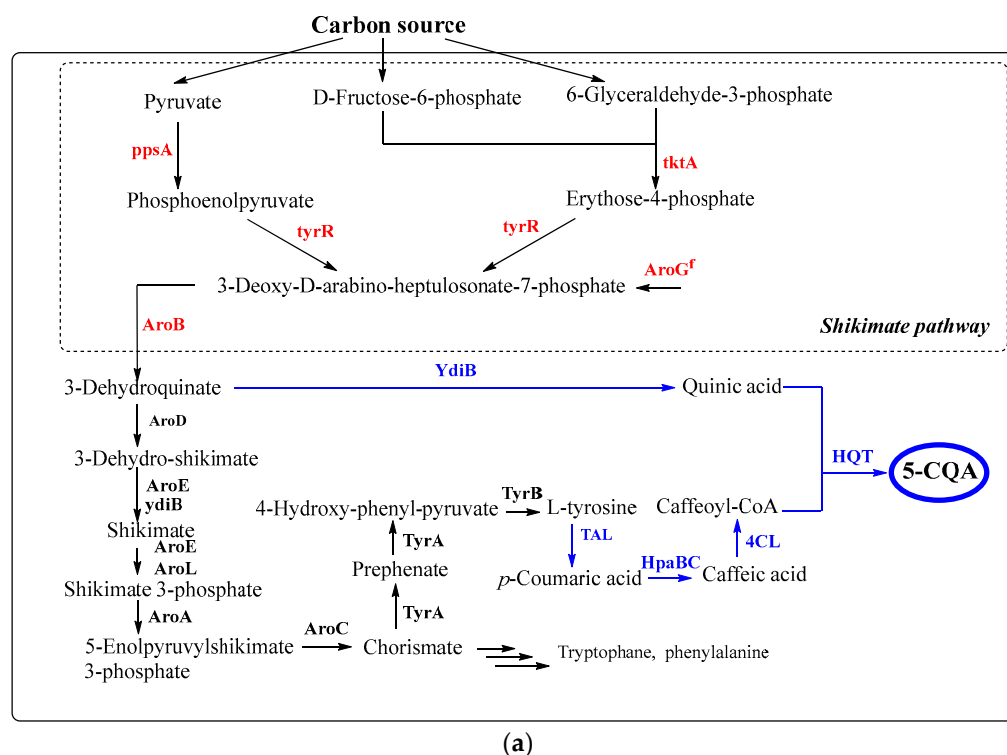 Carbon source
Pyruvate
D-Fructose-6-phosphate
6-Glyceraldehyde-3-phosphate
ppsA
tktA
Phosphoenolpyruvate
Erythose-4-phosphate
tyrR
tyrR
3-Deoxy-D-arabino-heptulosonate-7-phosphate
AroGᶠ
AroB
Shikimate pathway
YdiB
3-Dehydroquinate
Quinic acid
AroD
3-Dehydro-shikimate
HQT
5-CQA
AroE
ydiB
4-Hydroxy-phenyl-pyruvate
TyrB
L-tyrosine
Caffeoyl-CoA
Shikimate
AroE
AroL
TyrA
TAL
4CL
Prephenate
p-Coumaric acid
HpaBC
Caffeic acid
Shikimate 3-phosphate
AroA
TyrA
5-Enolpyruvylshikimate
3-phosphate
AroC
Chorismate
Tryptophane, phenylalanine
(a)